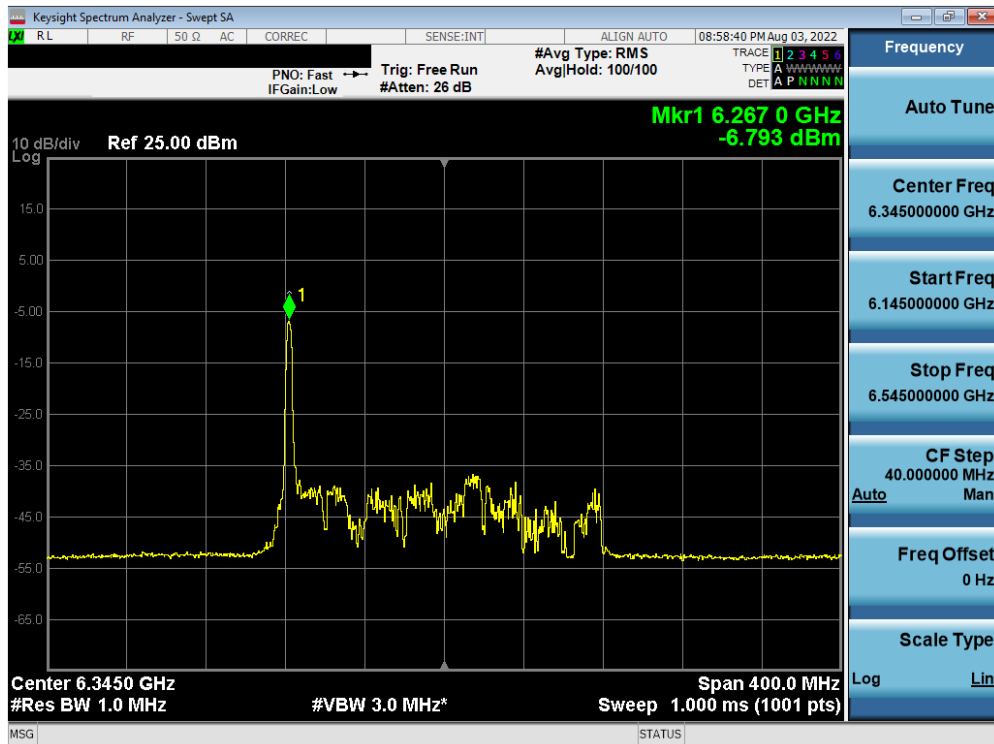 Keysight Spectrum Analyzer - Swept SA
LXI RL RF 50 Ω AC CORREC SENSE:INT ALIGN AUTO 08:58:40 PM Aug 03, 2022
PNO: Fast
IFGain:Low
Trig: Free Run
#Atten: 26 dB
#Avg Type: RMS
Avg|Hold: 100/100
TRACE 1 2 3 4 5 6
TYPE A WWWWW
DET A P N N N N
Mkr1 6.267 0 GHz
-6.793 dBm
10 dB/div
Log
Ref 25.00 dBm
1
15.0
5.00
-5.00
-15.0
-25.0
-35.0
-45.0
-55.0
-65.0
Center 6.3450 GHz
#Res BW 1.0 MHz
#VBW 3.0 MHz*
Span 400.0 MHz
Sweep 1.000 ms (1001 pts)
MSG
STATUS
Frequency
Auto Tune
Center Freq
6.345000000 GHz
Start Freq
6.145000000 GHz
Stop Freq
6.545000000 GHz
CF Step
40.000000 MHz
Auto Man
Freq Offset
0 Hz
Scale Type
Log Lin